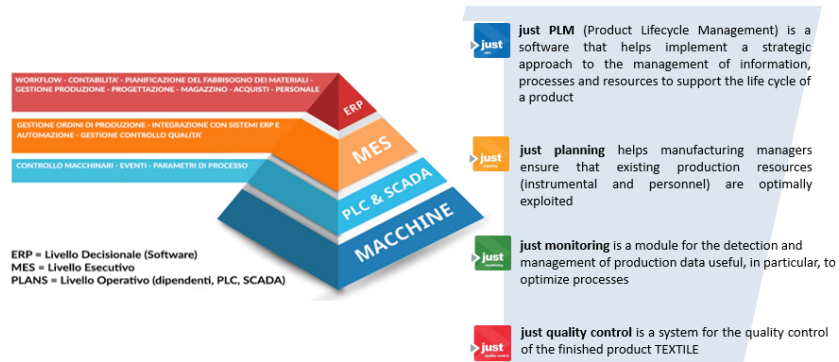 WORKFLOW - CONTABILITA' - PIANIFICAZIONE DEL FABBISOGNO DEI MATERIALI -
GESTIONE PRODUZIONE - PROGETTAZIONE - MAGAZZINO - ACQUISTI - PERSONALE
ERP
GESTIONE ORDINI DI PRODUZIONE - INTEGRAZIONE CON SISTEMI ERP E
AUTOMAZIONE - GESTIONE CONTROLLO QUALITA'
MES
CONTROLLO MACCHINARI - EVENTI - PARAMETRI DI PROCESSO
PLC & SCADA
MACCHINE
ERP = Livello Decisionale (Software)
MES = Livello Esecutivo
PLANS = Livello Operativo (dipendenti, PLC, SCADA)
just
plm
just PLM (Product Lifecycle Management) is a
software that helps implement a strategic
approach to the management of information,
processes and resources to support the life cycle of
a product
just
planning
just planning helps manufacturing managers
ensure that existing production resources
(instrumental and personnel) are optimally
exploited
just
monitoring
just monitoring is a module for the detection and
management of production data useful, in particular, to
optimize processes
just
quality control
just quality control is a system for the quality control
of the finished product TEXTILE